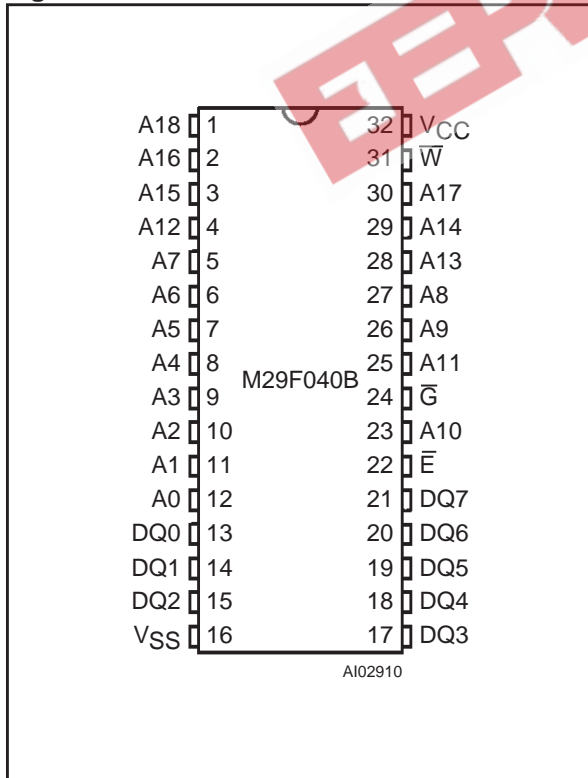 A18 1 32 VCC
A16 2 31 W̅
A15 3 30 A17
A12 4 29 A14
A7 5 28 A13
A6 6 27 A8
A5 7 26 A9
A4 8 25 A11
M29F040B
A3 9 24 G̅
A2 10 23 A10
A1 11 22 E̅
A0 12 21 DQ7
DQ0 13 20 DQ6
DQ1 14 19 DQ5
DQ2 15 18 DQ4
VSS 16 17 DQ3
AI02910